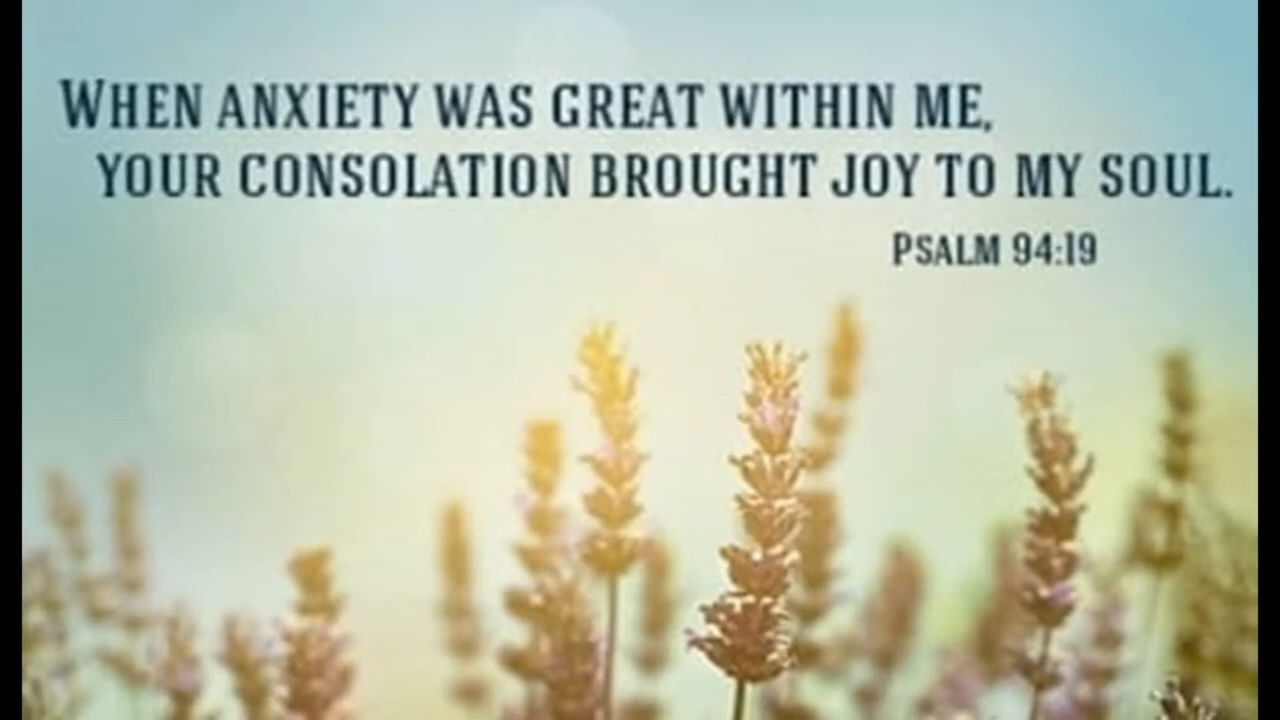 When anxiety was great within me,
your consolation brought joy to my soul.
Psalm 94:19